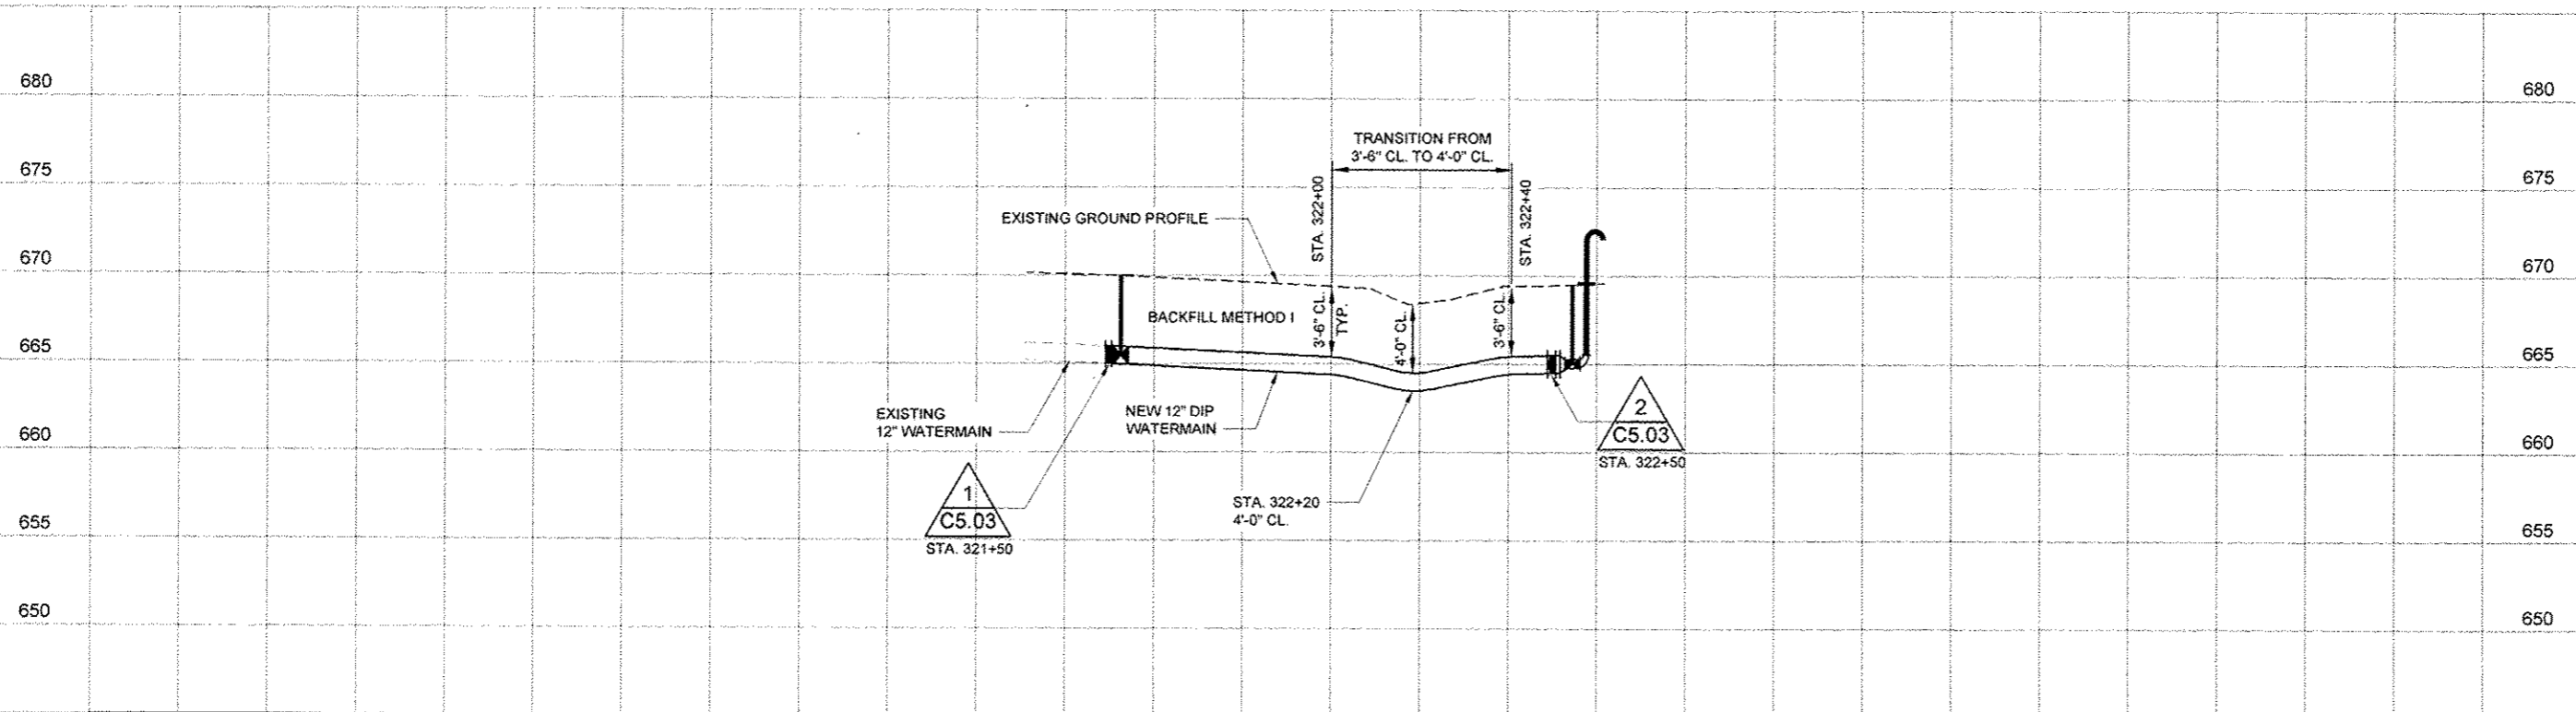 680
680
TRANSITION FROM
3'-6" CL. TO 4'-0" CL.
675
675
STA. 322+00
STA. 322+40
EXISTING GROUND PROFILE
670
670
BACKFILL METHOD I
3'-6" CL.
TYP.
4'-0" CL.
3'-6" CL.
665
665
EXISTING
12" WATERMAIN
NEW 12" DIP
WATERMAIN
2
C5.03
STA. 322+50
660
660
1
C5.03
STA. 321+50
STA. 322+20
4'-0" CL.
655
655
650
650